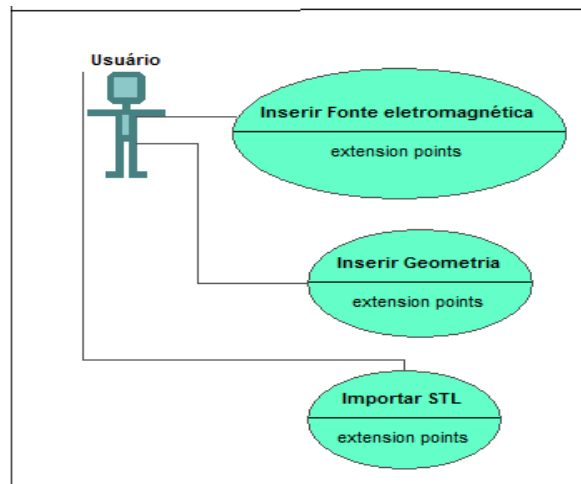 Usuário
Inserir Fonte eletromagnética
extension points
Inserir Geometria
extension points
Importar STL
extension points